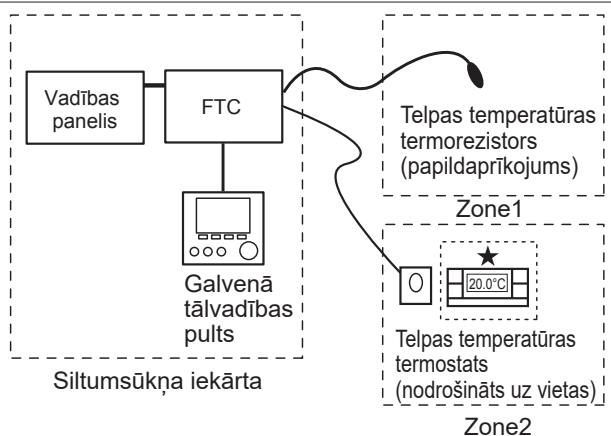 Vadības
panelis
FTC
Galvenā
tālvadības
pults
Siltumsūkņa iekārta
Telpas temperatūras
termorezistors
(papildaprīkojums)
Zone1
20.0°C
Telpas temperatūras
termostats
(nodrošināts uz vietas)
Zone2